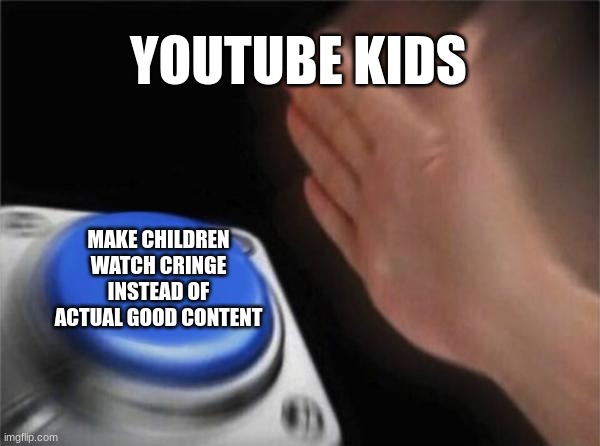 YOUTUBE KIDS
MAKE CHILDREN
WATCH CRINGE
INSTEAD OF
ACTUAL GOOD CONTENT
imgflip.com